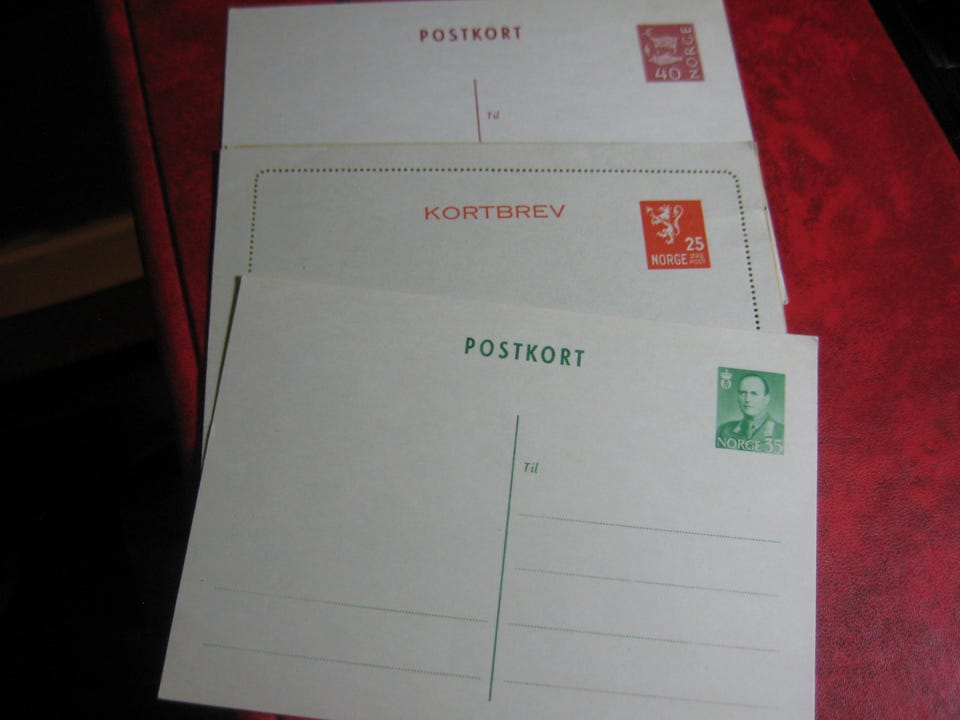 POSTKORT
40 NORGE
Til
KORTBREV
25
NORGE ØRE POST
POSTKORT
NORGE 35
Til